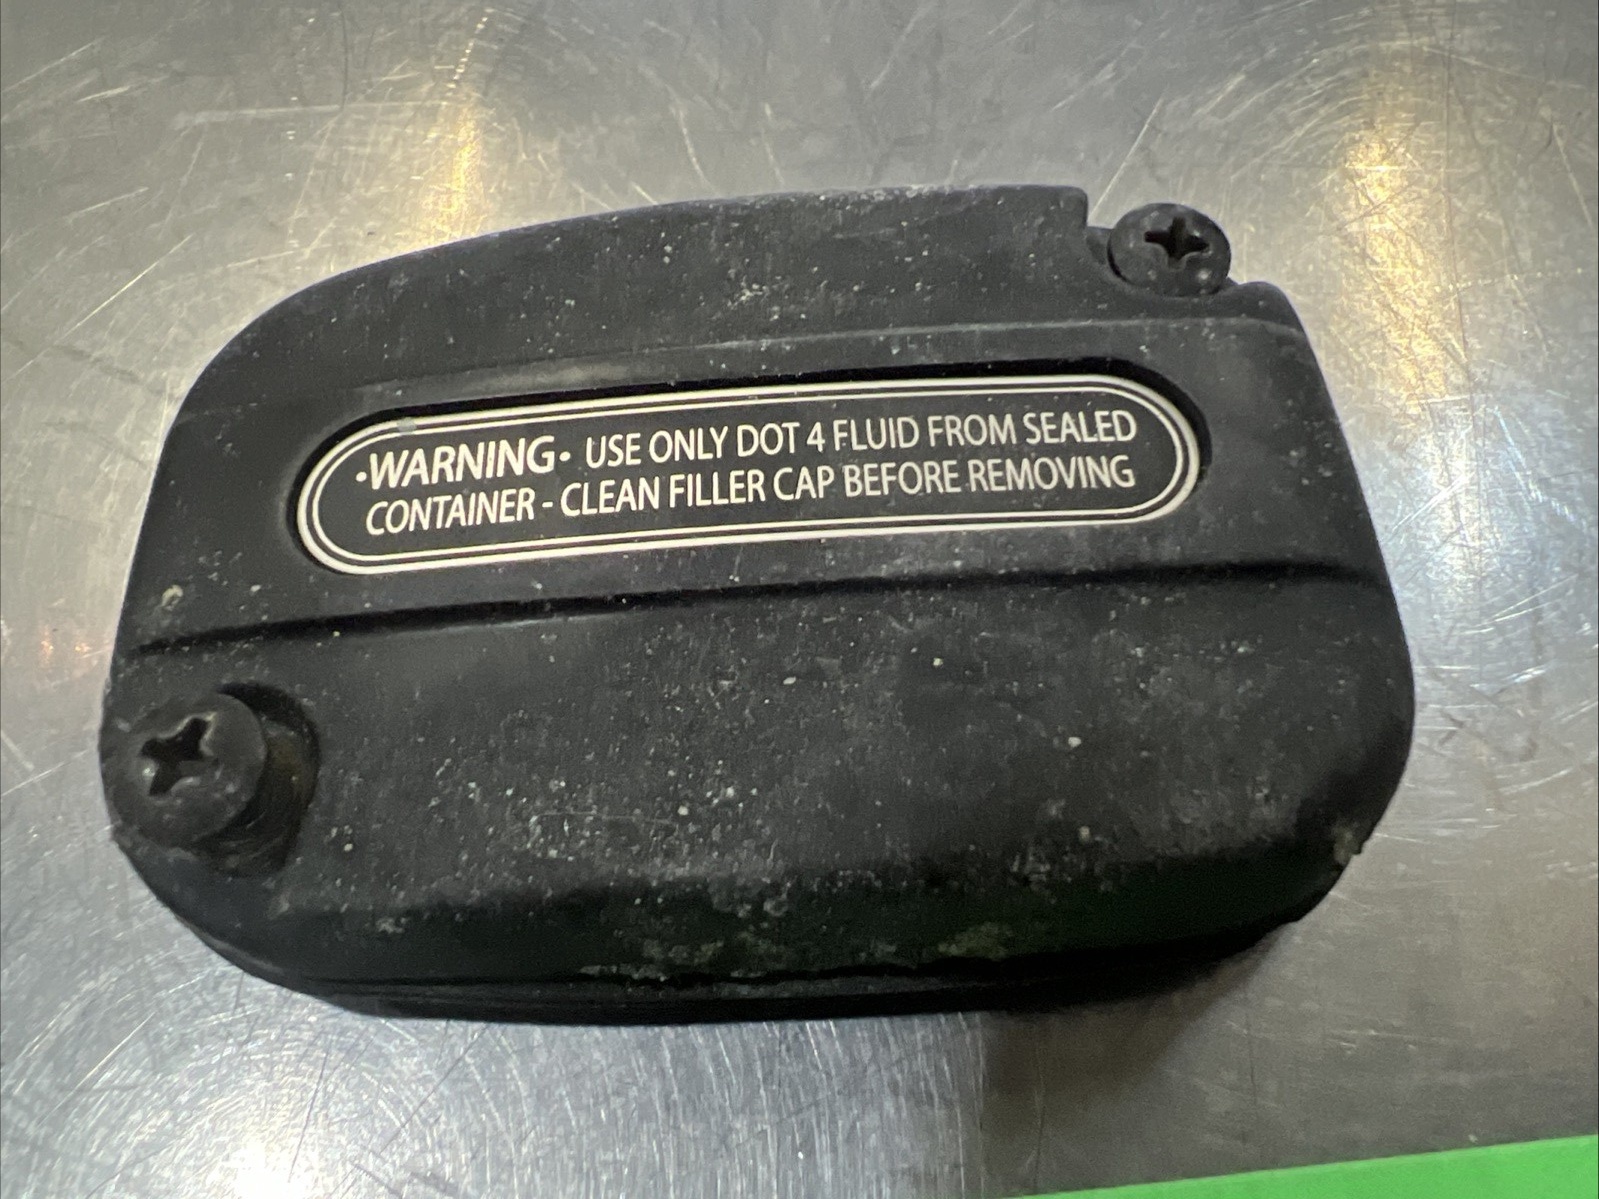 •WARNING• USE ONLY DOT 4 FLUID FROM SEALED
CONTAINER - CLEAN FILLER CAP BEFORE REMOVING